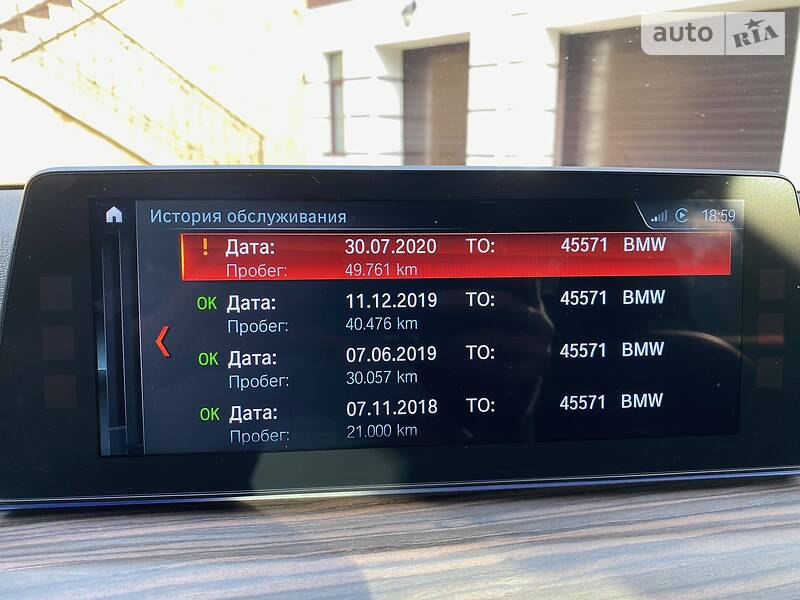 auto RIA
История обслуживания 18:59
! Дата: 30.07.2020 ТО: 45571 BMW
Пробег: 49.761 km
OK Дата: 11.12.2019 ТО: 45571 BMW
Пробег: 40.476 km
OK Дата: 07.06.2019 ТО: 45571 BMW
Пробег: 30.057 km
OK Дата: 07.11.2018 ТО: 45571 BMW
Пробег: 21.000 km